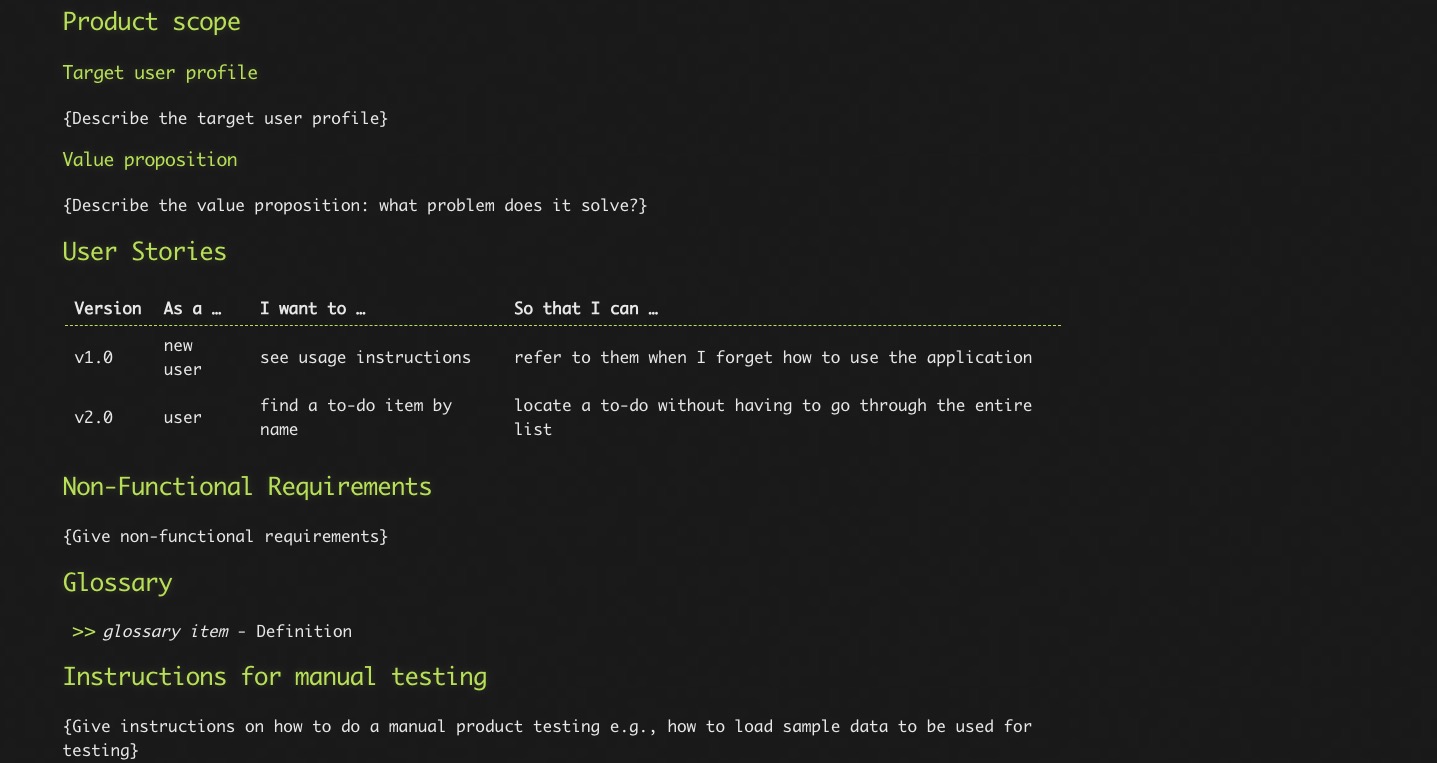 Product scope
Target user profile
{Describe the target user profile}
Value proposition
{Describe the value proposition: what problem does it solve?}
User Stories
Version As a … I want to … So that I can …
v1.0 new user see usage instructions refer to them when I forget how to use the application
v2.0 user find a to-do item by name locate a to-do without having to go through the entire list
Non-Functional Requirements
{Give non-functional requirements}
Glossary
>> glossary item - Definition
Instructions for manual testing
{Give instructions on how to do a manual product testing e.g., how to load sample data to be used for
testing}